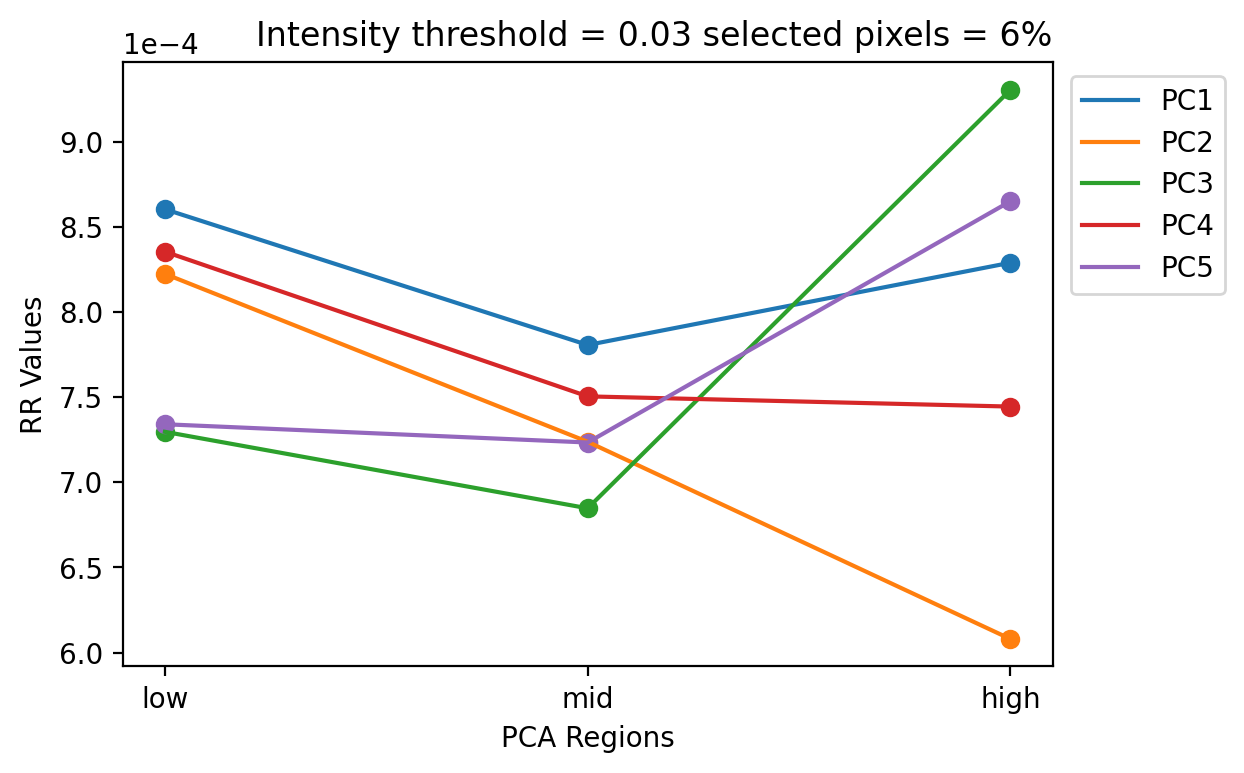 Intensity threshold = 0.03 selected pixels = 6%
1e−4
9.0
8.5
8.0
7.5
7.0
6.5
6.0
RR Values
low
mid
high
PCA Regions
PC1
PC2
PC3
PC4
PC5